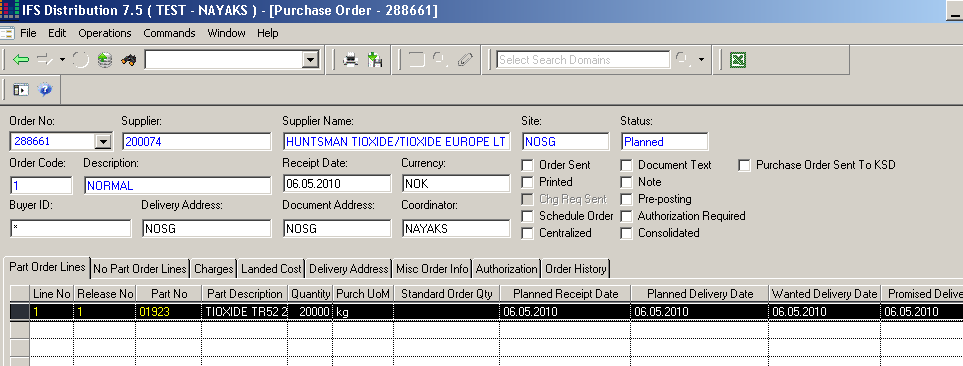 IFS Distribution 7.5 ( TEST - NAYAKS ) - [Purchase Order - 288661]
File Edit Operations Commands Window Help
Select Search Domains
Order No: Supplier: Supplier Name: Site: Status:
288661 200074 HUNTSMAN TIOXIDE/TIOXIDE EUROPE LT NOSG Planned
Order Code: Description: Receipt Date: Currency: Order Sent Document Text Purchase Order Sent To KSD
1 NORMAL 06.05.2010 NOK Printed Note
Chg Req Sent Pre-posting
Buyer ID: Delivery Address: Document Address: Coordinator: Schedule Order Authorization Required
* NOSG NOSG NAYAKS Centralized Consolidated
Part Order Lines No Part Order Lines Charges Landed Cost Delivery Address Misc Order Info Authorization Order History
Line No Release No Part No Part Description Quantity Purch UoM Standard Order Qty Planned Receipt Date Planned Delivery Date Wanted Delivery Date Promised Delive
1 1 01923 TIOXIDE TR52 2 20000 kg 06.05.2010 06.05.2010 06.05.2010 06.05.2010